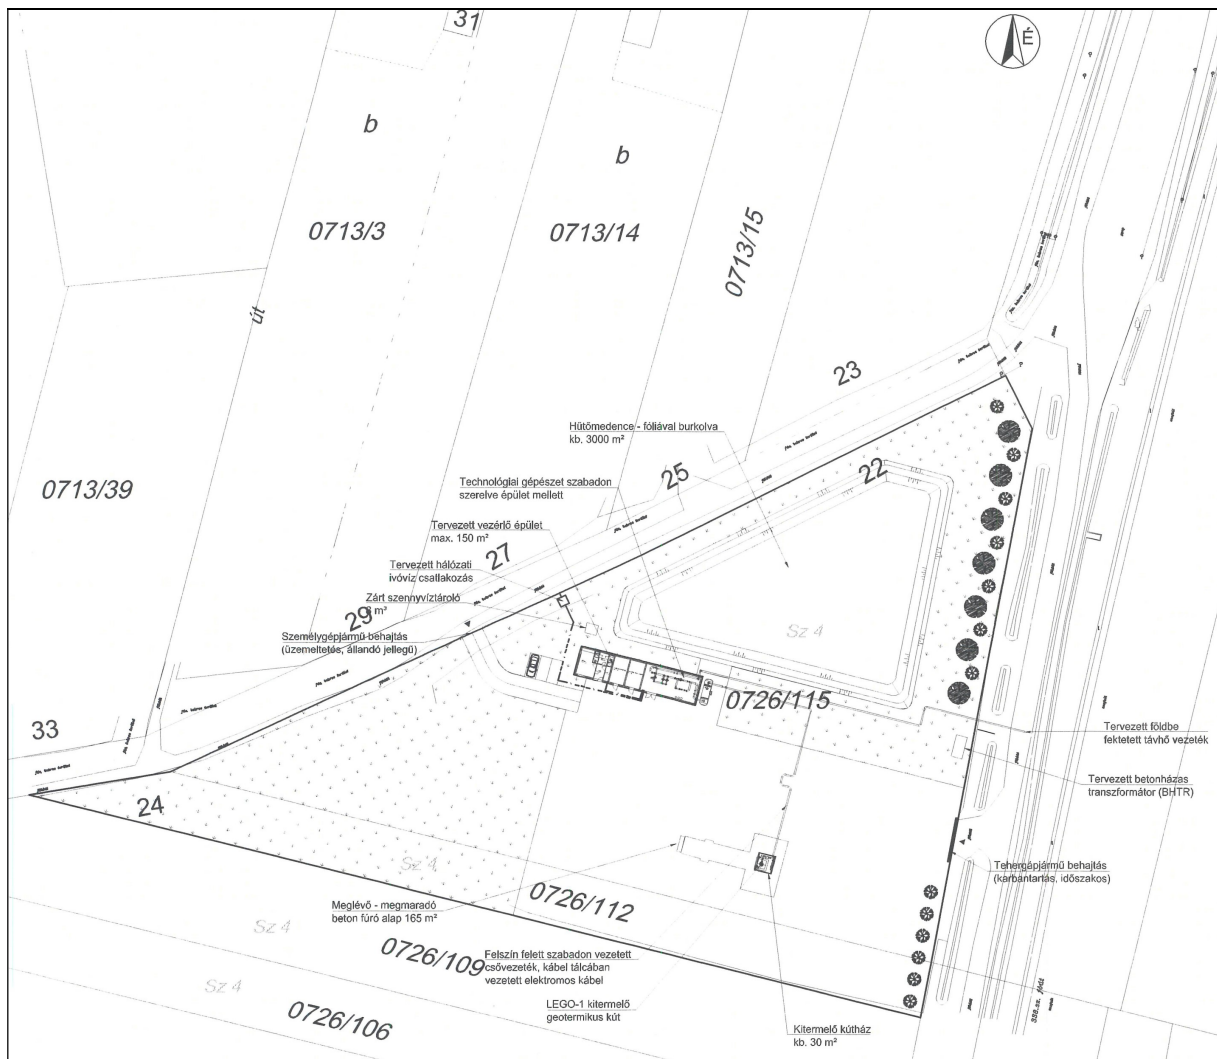 31
É
b
b
0713/3
0713/14
0713/15
út
23
Hűtőmedence - fóliával burkolva
kb. 3000 m²
0713/39
25
22
Technológiai gépészet szabadon
szerelve épület mellett
Tervezett vezérlő épület
max. 150 m²
27
Tervezett hálózati
ivóvíz csatlakozás
Zárt szennyvíztároló
m³
29
Személygépjármű behajtás
(üzemeltetés, állandó jellegű)
Sz 4
0726/115
33
Tervezett földbe
fektetett távhő vezeték
Tervezett betonházas
transzformátor (BHTR)
24
Sz 4
Tehergápjármű behajtás
(karbantartás, időszakos)
0726/112
Meglévő - megmaradó
beton fúró alap 165 m²
Sz 4
0726/109
Felszín felett szabadon vezetett
csővezeték, kábel tálcában
vezetett elektromos kábel
Sz 4
LEGO-1 kitermelő
geotermikus kút
0726/106
Kitermelő kútház
kb. 30 m²